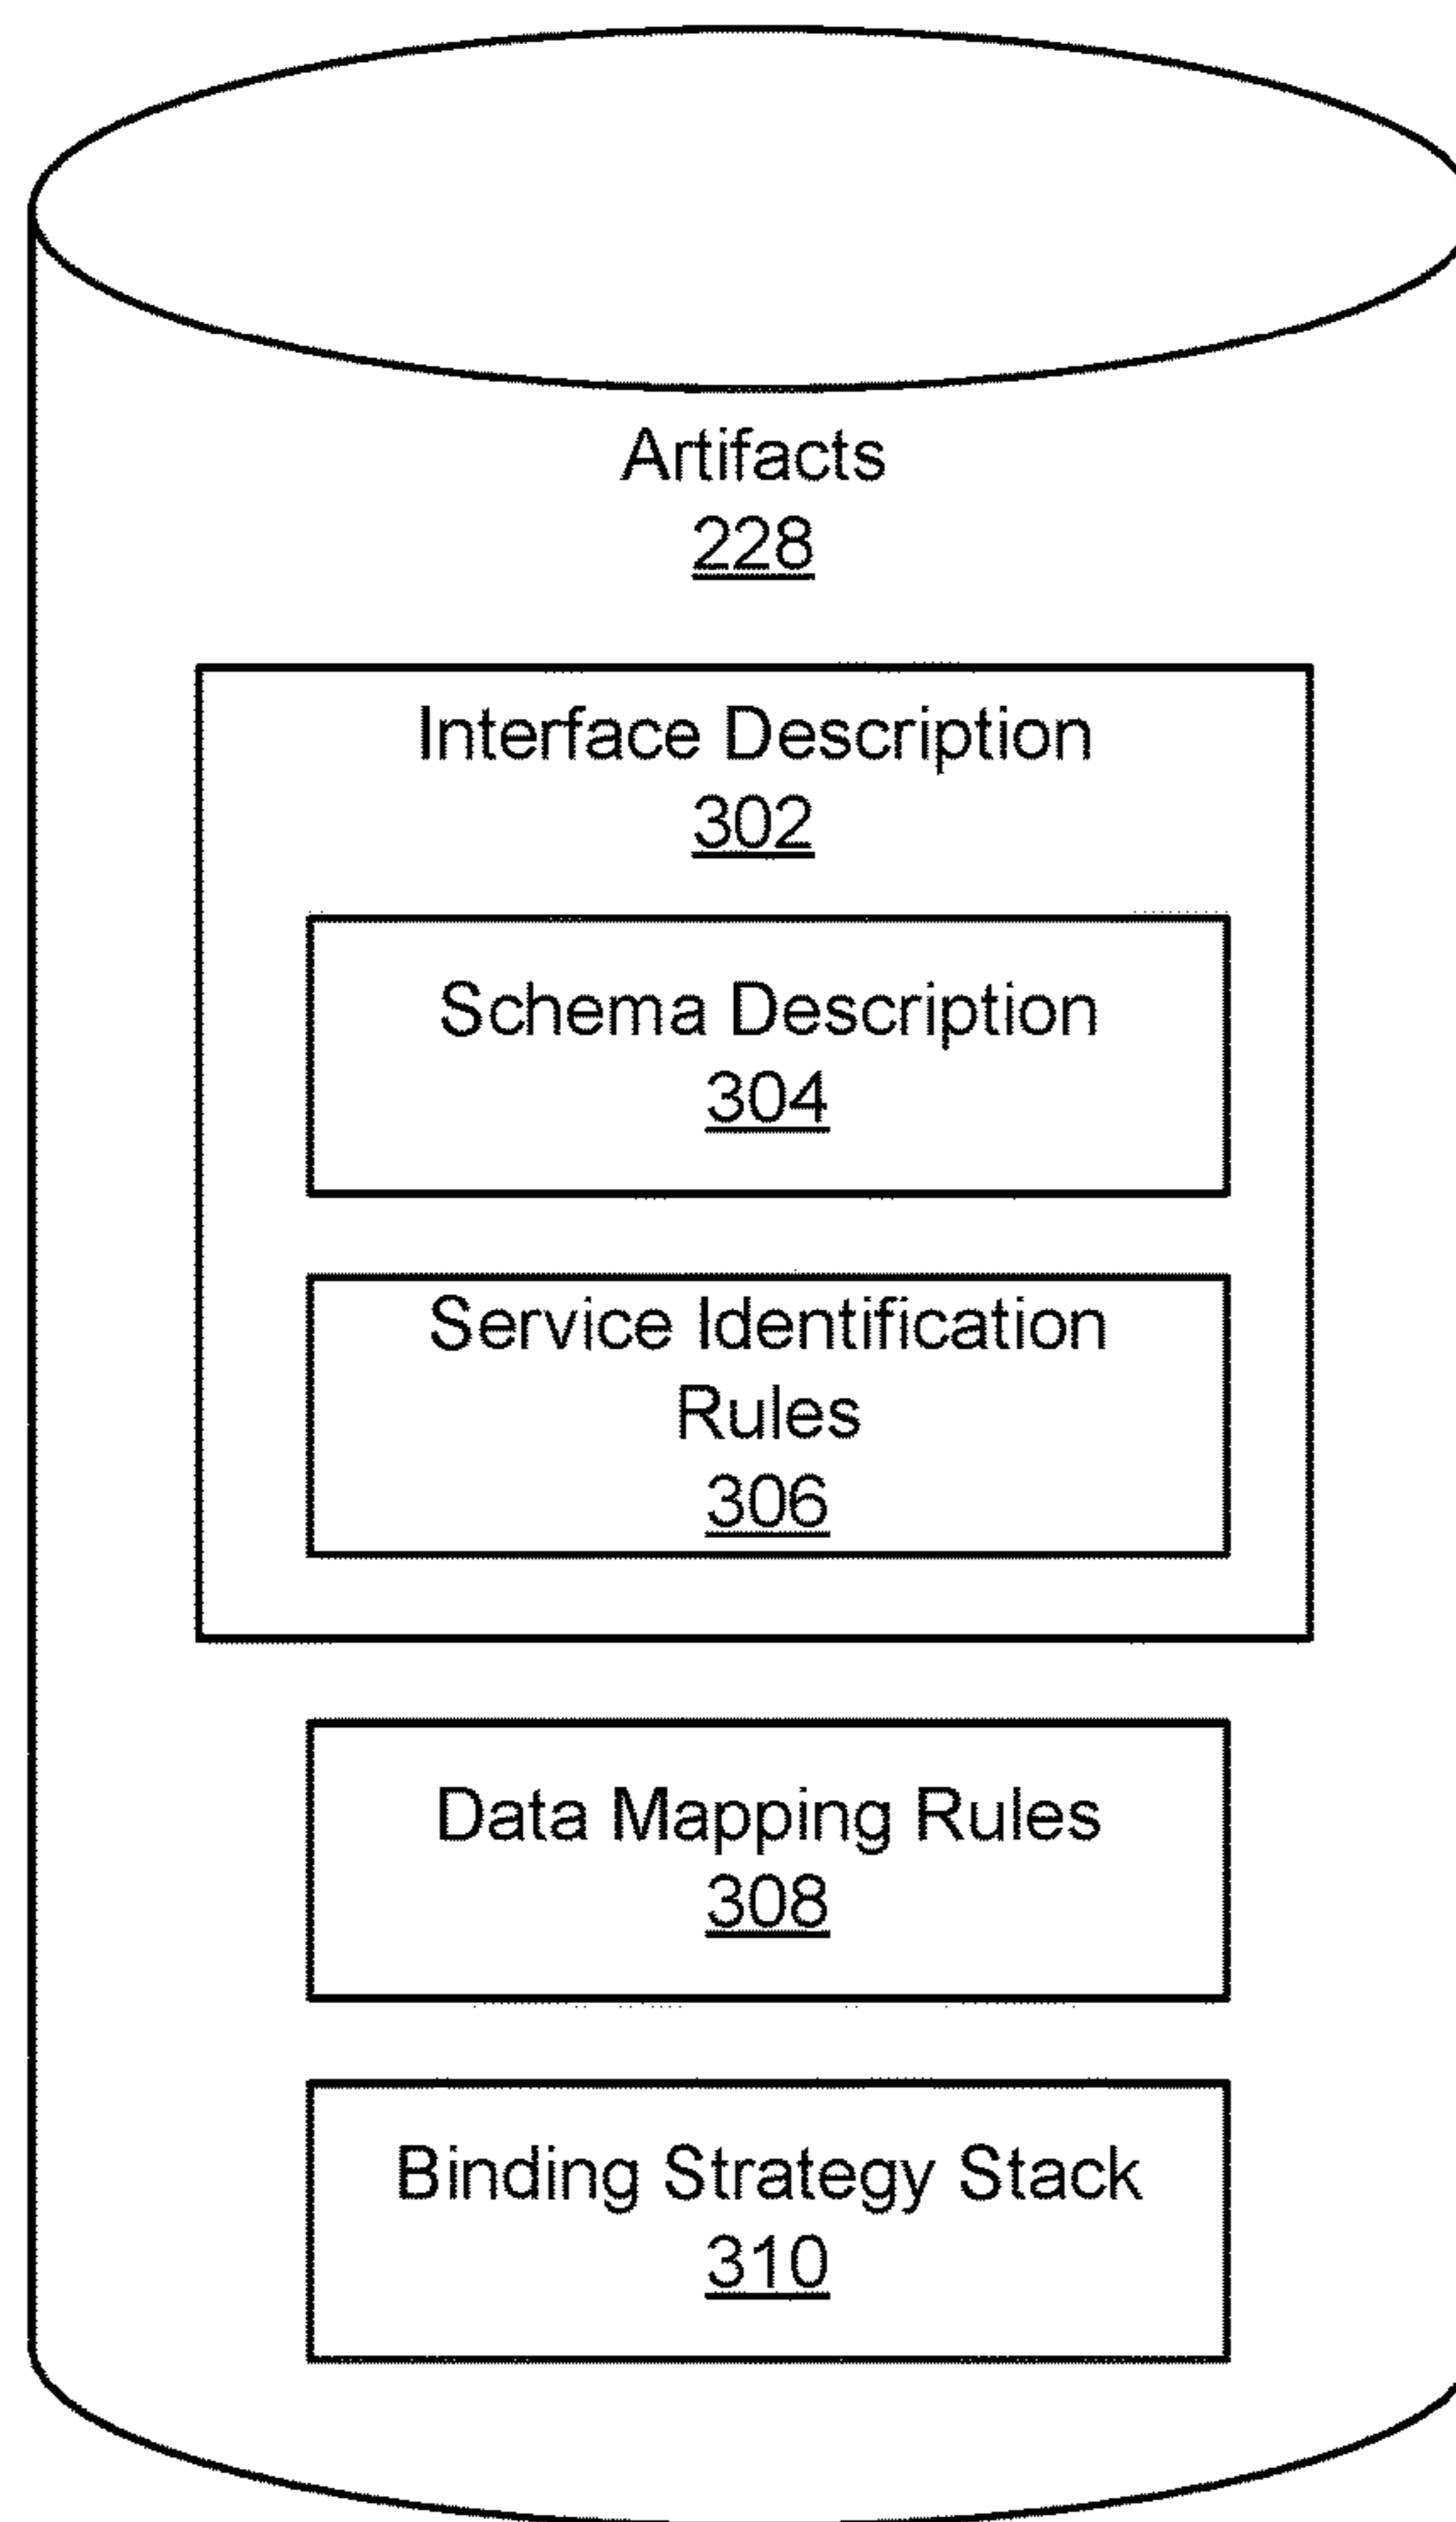 Artifacts
228
Interface Description
302
Schema Description
304
Service Identification
Rules
306
Data Mapping Rules
308
Binding Strategy Stack
310